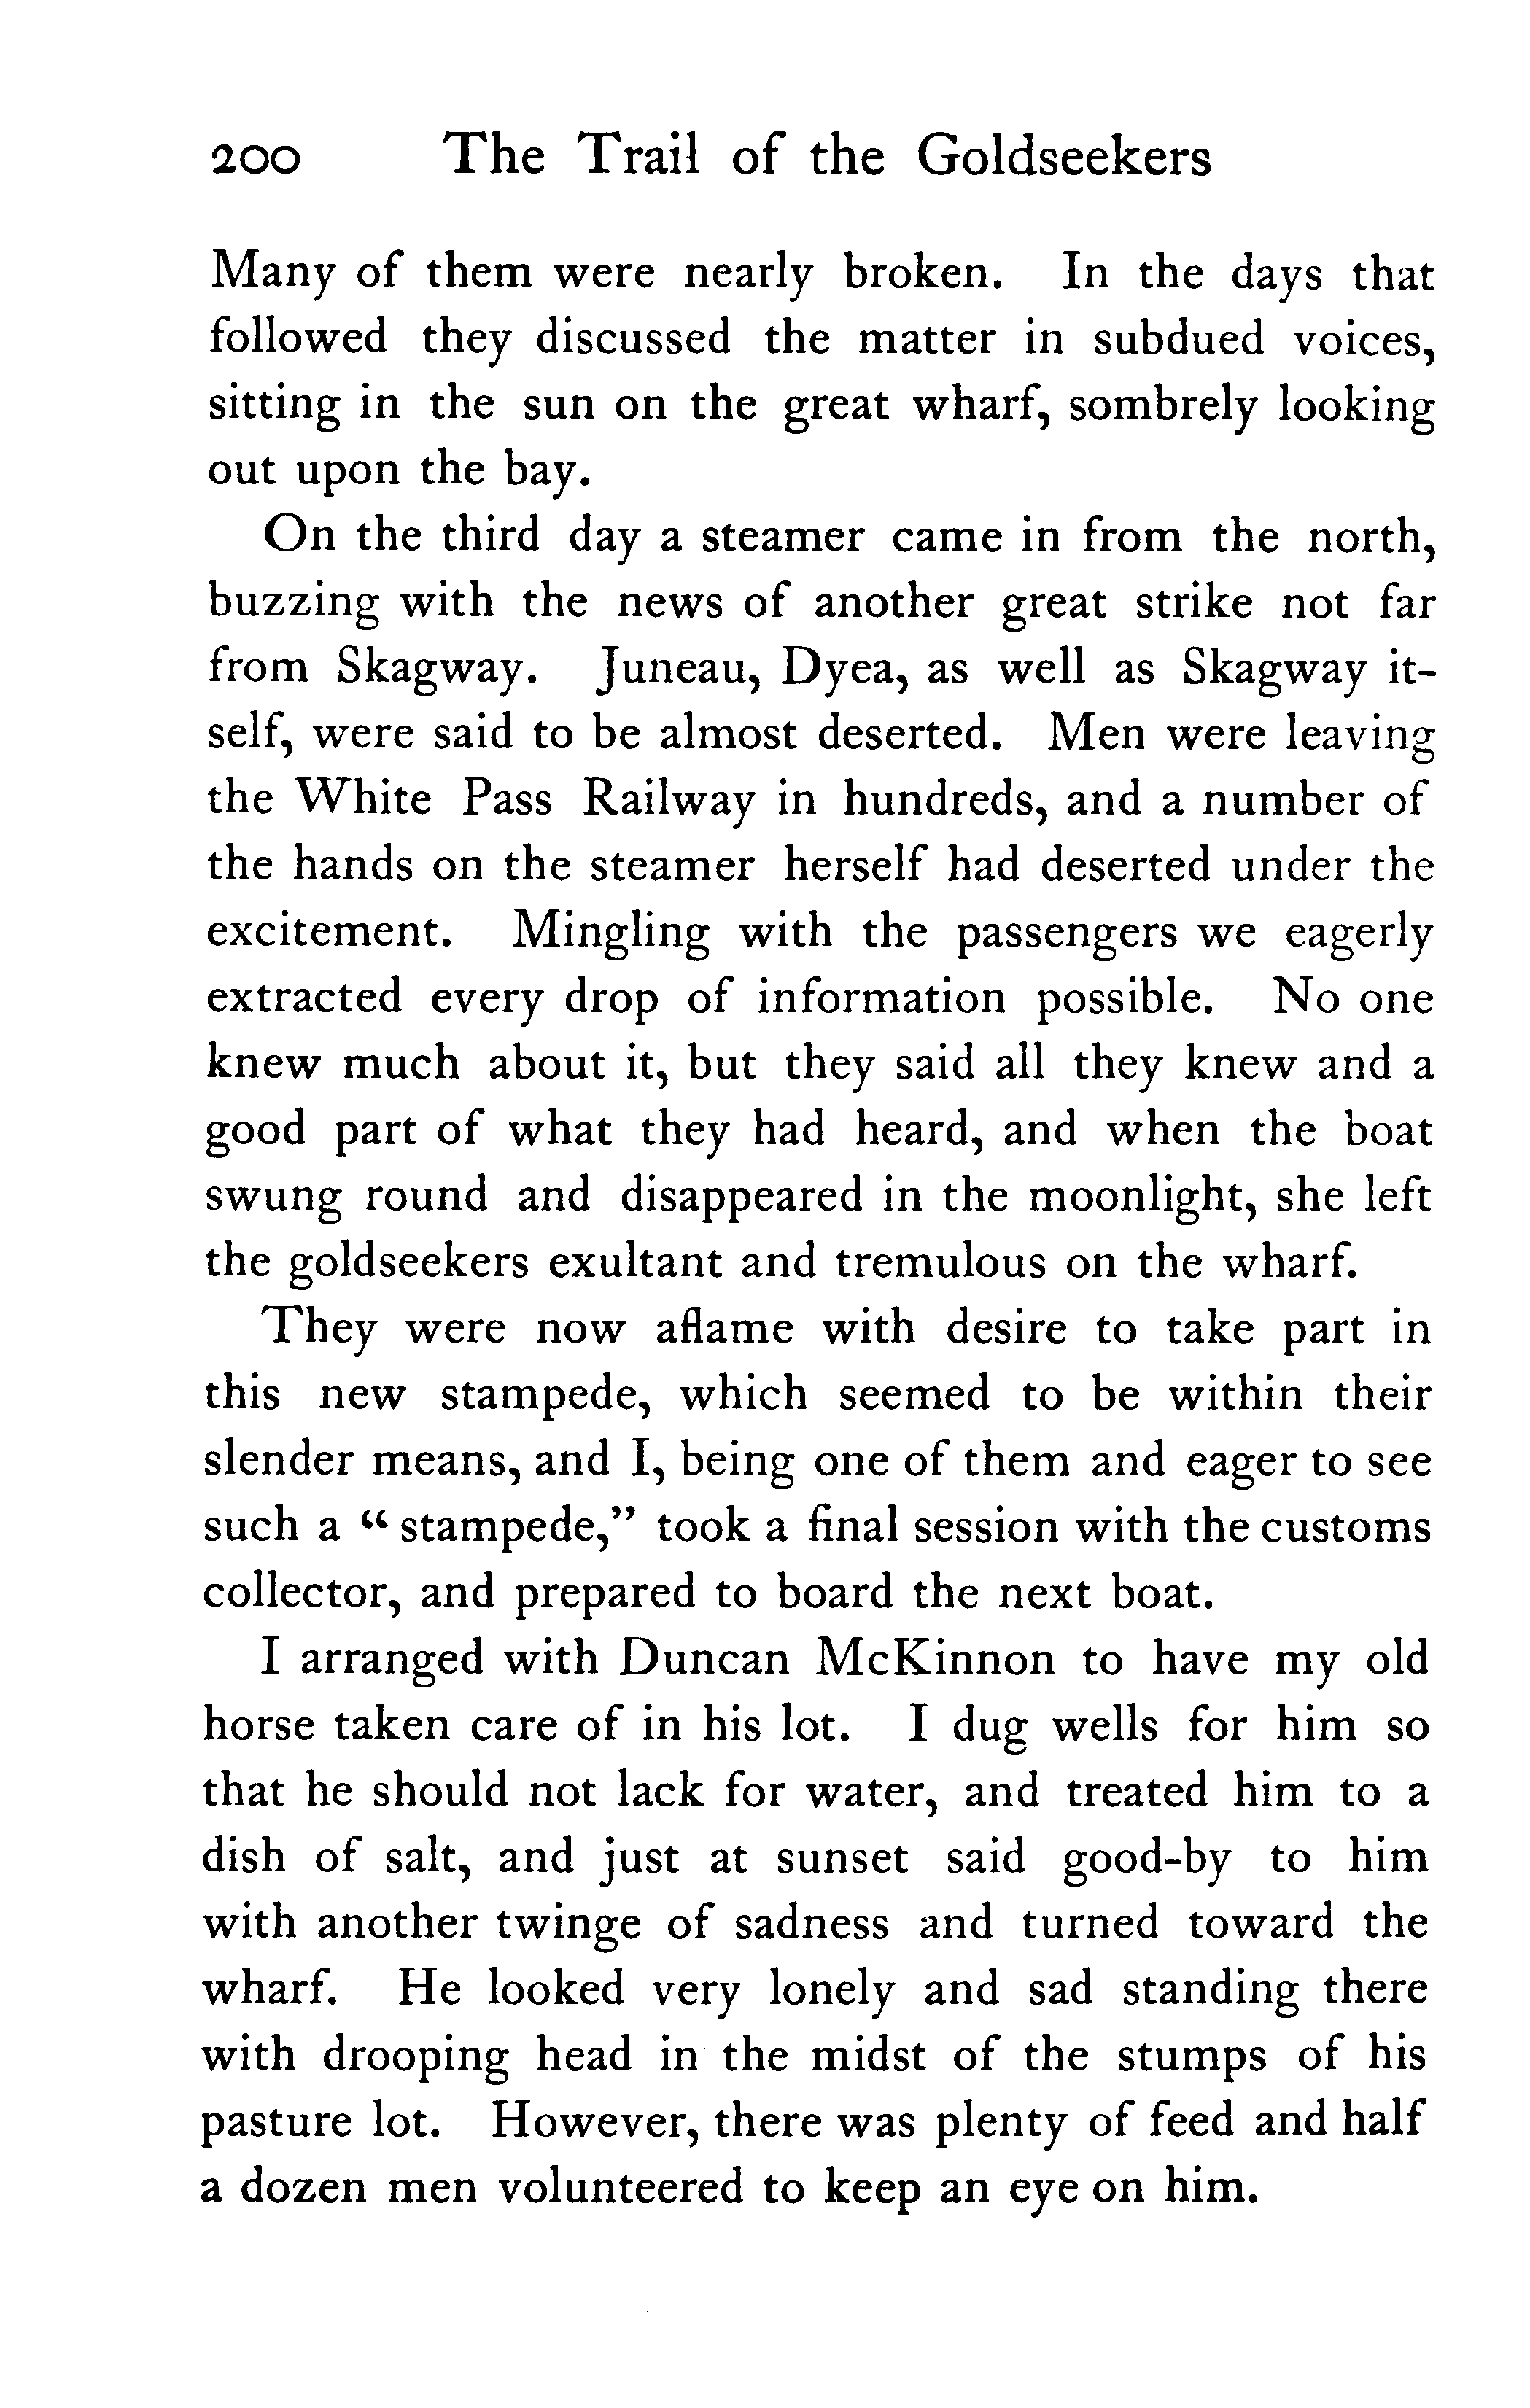 200 The Trail of the Goldseekers
Many of them were nearly broken. In the days that
followed they discussed the matter in subdued voices,
sitting in the sun on the great wharf, sombrely looking
out upon the bay.
On the third day a steamer came in from the north,
buzzing with the news of another great strike not far
from Skagway. Juneau, Dyea, as well as Skagway it-
self, were said to be almost deserted. Men were leaving
the White Pass Railway in hundreds, and a number of
the hands on the steamer herself had deserted under the
excitement. Mingling with the passengers we eagerly
extracted every drop of information possible. No one
knew much about it, but they said all they knew and a
good part of what they had heard, and when the boat
swung round and disappeared in the moonlight, she left
the goldseekers exultant and tremulous on the wharf.
They were now aflame with desire to take part in
this new stampede, which seemed to be within their
slender means, and I, being one of them and eager to see
such a “ stampede,” took a final session with the customs
collector, and prepared to board the next boat.
I arranged with Duncan McKinnon to have my old
horse taken care of in his lot. I dug wells for him so
that he should not lack for water, and treated him to a
dish of salt, and just at sunset said good-by to him
with another twinge of sadness and turned toward the
wharf. He looked very lonely and sad standing there
with drooping head in the midst of the stumps of his
pasture lot. However, there was plenty of feed and half
a dozen men volunteered to keep an eye on him.